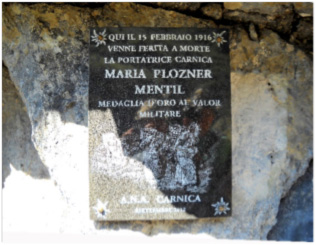 QUI IL 15 FEBBRAIO 1916
VENNE FERITA A MORTE
LA PORTATRICE CARNICA
MARIA PLOZNER
MENTIL
MEDAGLIA D'ORO AL VALOR
MILITARE
A.N.A. CARNICA